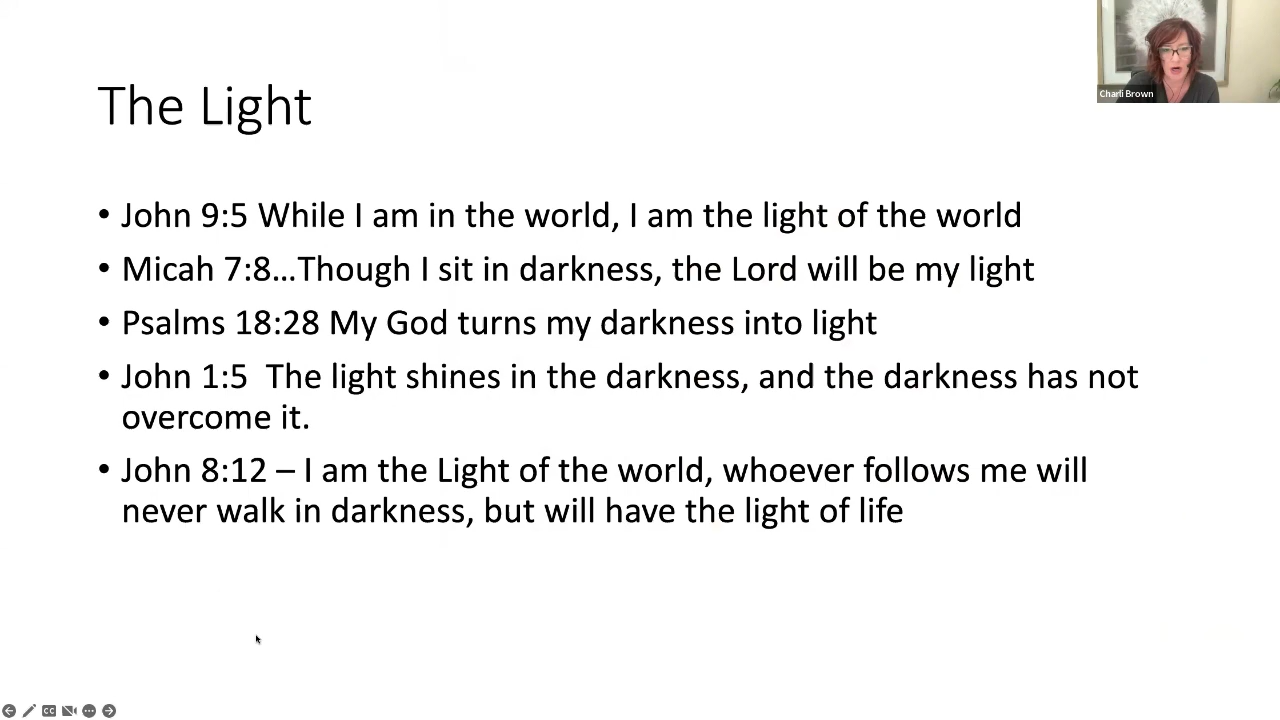 The Light
Charli Brown
• John 9:5 While I am in the world, I am the light of the world
• Micah 7:8...Though I sit in darkness, the Lord will be my light
• Psalms 18:28 My God turns my darkness into light
• John 1:5  The light shines in the darkness, and the darkness has not
overcome it.
• John 8:12 – I am the Light of the world, whoever follows me will
never walk in darkness, but will have the light of life
CC